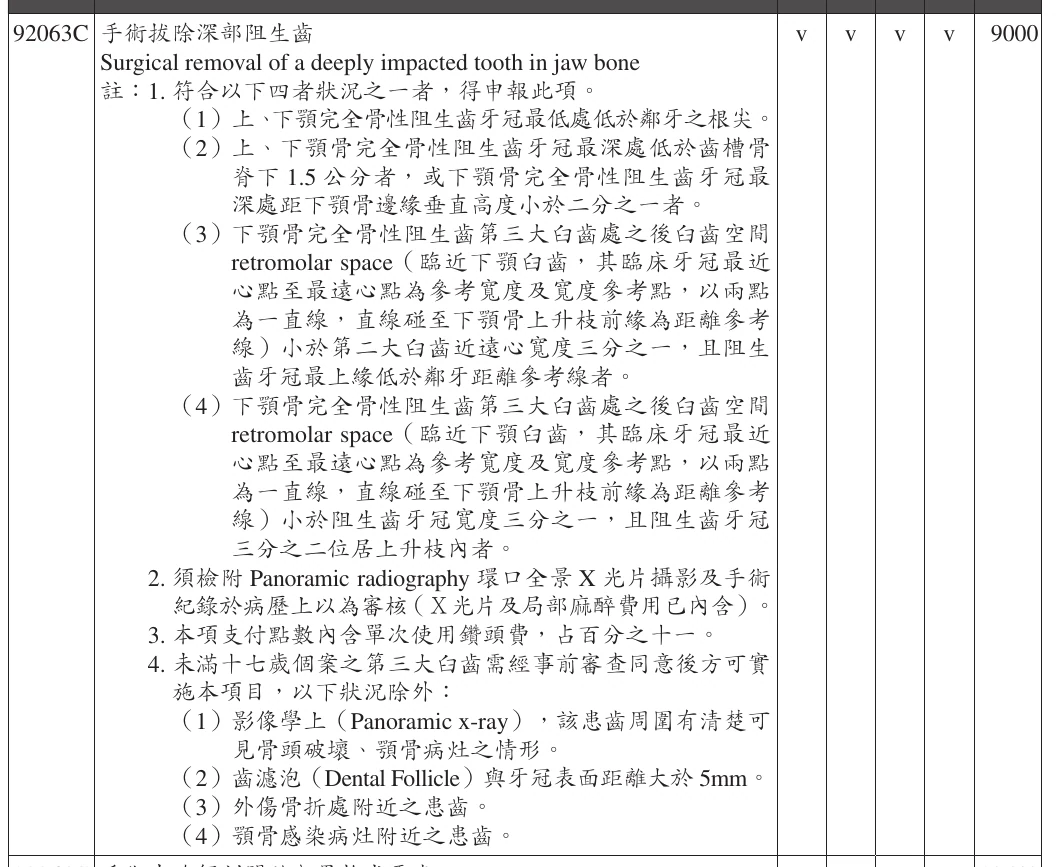 92063C 手術拔除深部阻生齒 v v v v 9000
Surgical removal of a deeply impacted tooth in jaw bone
註：1. 符合以下四者狀況之一者，得申報此項。
（1）上、下顎完全骨性阻生齒牙冠最低處低於鄰牙之根尖。
（2）上、下顎骨完全骨性阻生齒牙冠最深處低於齒槽骨
脊下 1.5 公分者，或下顎骨完全骨性阻生齒牙冠最
深處距下顎骨邊緣垂直高度小於二分之一者。
（3）下顎骨完全骨性阻生齒第三大臼齒處之後臼齒空間
retromolar space（臨近下顎臼齒，其臨床牙冠最近
心點至最遠心點為參考寬度及寬度參考點，以兩點
為一直線，直線碰至下顎骨上升枝前緣為距離參考
線）小於第二大臼齒近遠心寬度三分之一，且阻生
齒牙冠最上緣低於鄰牙距離參考線者。
（4）下顎骨完全骨性阻生齒第三大臼齒處之後臼齒空間
retromolar space（臨近下顎臼齒，其臨床牙冠最近
心點至最遠心點為參考寬度及寬度參考點，以兩點
為一直線，直線碰至下顎骨上升枝前緣為距離參考
線）小於阻生齒牙冠寬度三分之一，且阻生齒牙冠
三分之二位居上升枝內者。
2. 須檢附 Panoramic radiography 環口全景 X 光片攝影及手術
紀錄於病歷上以為審核（Ｘ光片及局部麻醉費用已內含）。
3. 本項支付點數內含單次使用鑽頭費，占百分之十一。
4. 未滿十七歲個案之第三大臼齒需經事前審查同意後方可實
施本項目，以下狀況除外：
（1）影像學上（Panoramic x-ray），該患齒周圍有清楚可
見骨頭破壞、顎骨病灶之情形。
（2）齒濾泡（Dental Follicle）與牙冠表面距離大於 5mm。
（3）外傷骨折處附近之患齒。
（4）顎骨感染病灶附近之患齒。